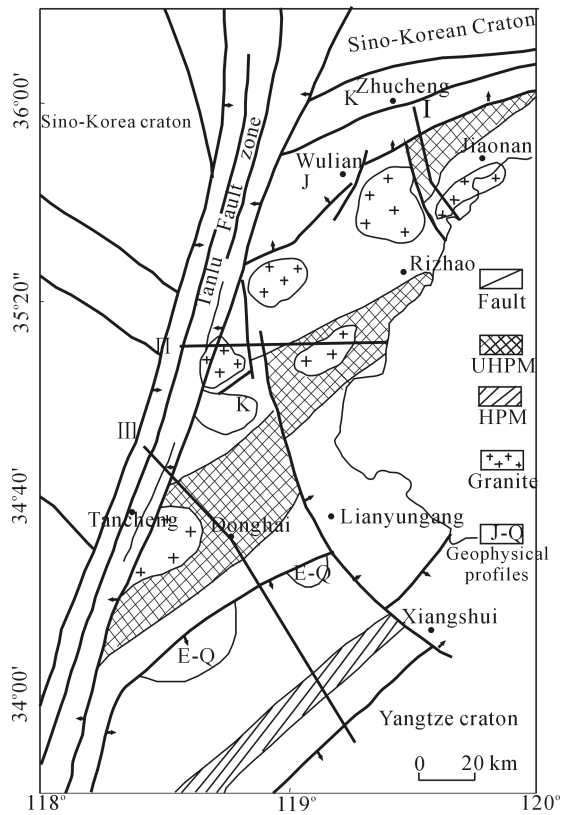 Sino-Korean Craton
Zhucheng
K
I
36°00'
Sino-Korea craton
Jiaonan
Wulian
J
Tanlu Fault zone
Rizhao
Fault
35°20'
II
UHPM
HPM
K
III
Granite
34°40'
Tancheng
Donghai
Lianyungang
J-Q
Geophysical
profiles
E-Q
Xiangshui
E-Q
34°00'
Yangtze craton
0 20 km
118° 119° 120°